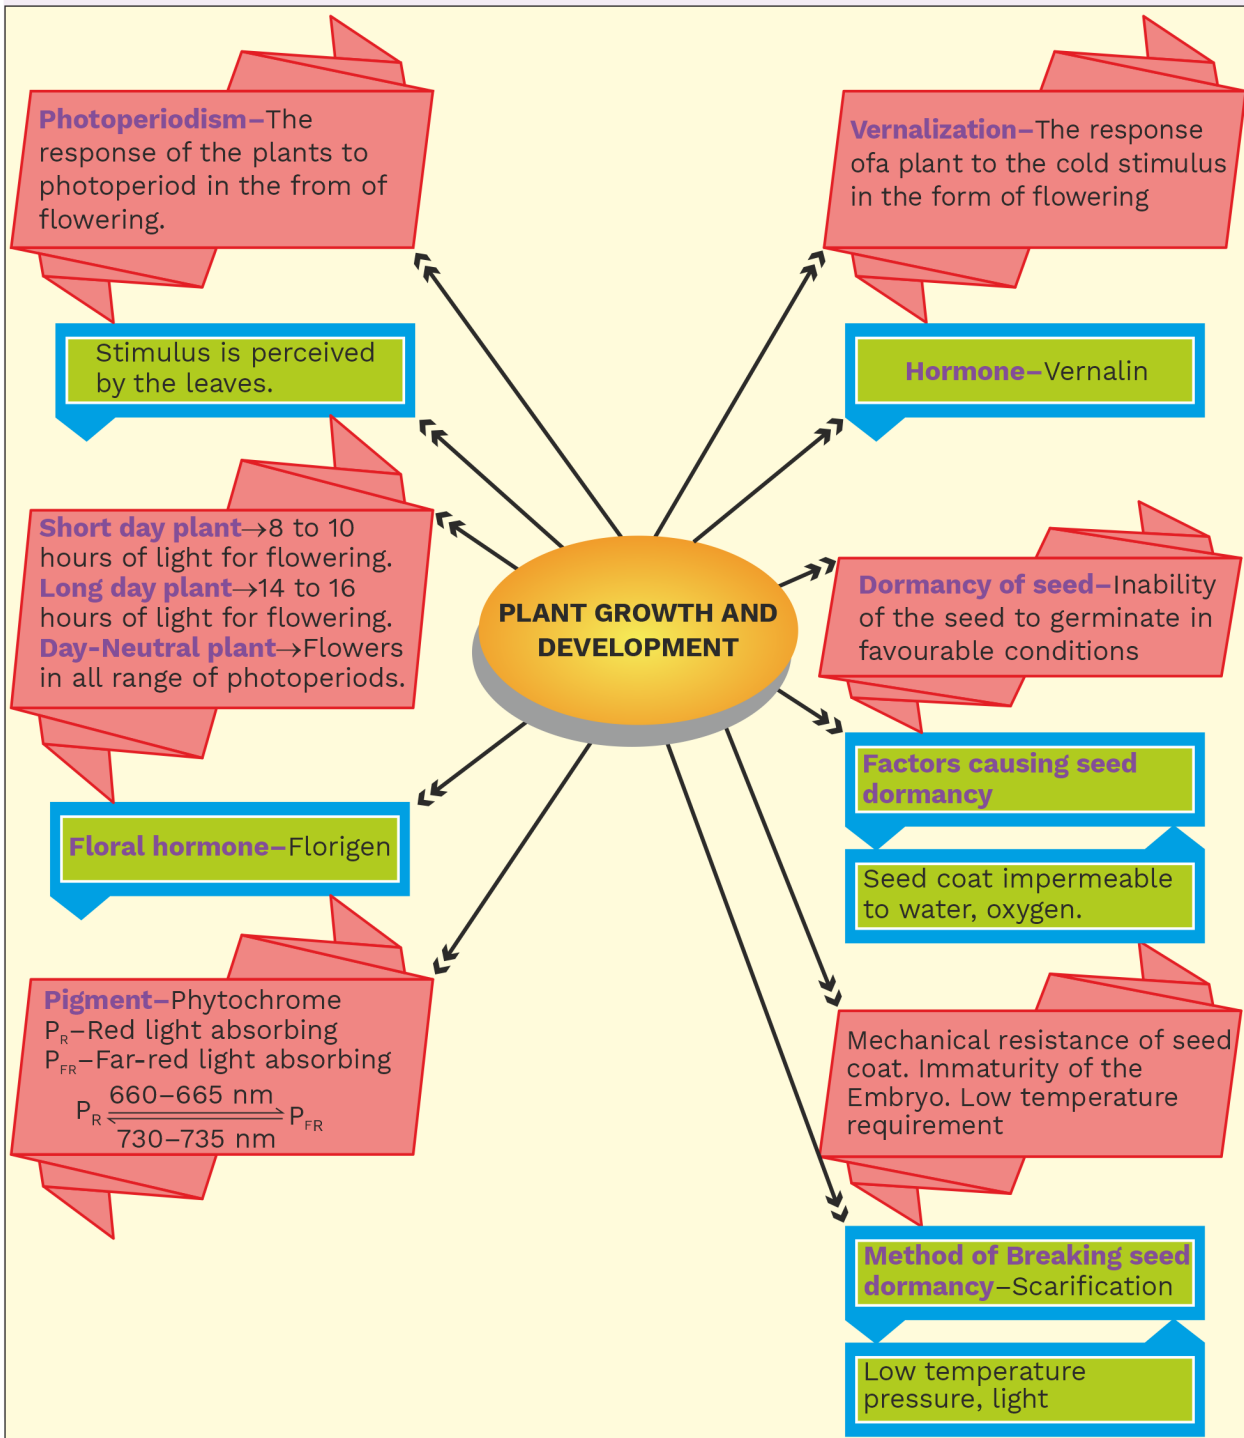 Photoperiodism–The
response of the plants to
photoperiod in the from of
flowering.
Stimulus is perceived
by the leaves.
Short day plant→8 to 10
hours of light for flowering.
Long day plant→14 to 16
hours of light for flowering.
Day-Neutral plant→Flowers
in all range of photoperiods.
Floral hormone–Florigen
Pigment–Phytochrome
PR–Red light absorbing
PFR–Far-red light absorbing
660–665 nm
PR ⇌ PFR
730–735 nm
PLANT GROWTH AND
DEVELOPMENT
Vernalization–The response
ofa plant to the cold stimulus
in the form of flowering
Hormone–Vernalin
Dormancy of seed–Inability
of the seed to germinate in
favourable conditions
Factors causing seed
dormancy
Seed coat impermeable
to water, oxygen.
Mechanical resistance of seed
coat. Immaturity of the
Embryo. Low temperature
requirement
Method of Breaking seed
dormancy–Scarification
Low temperature
pressure, light